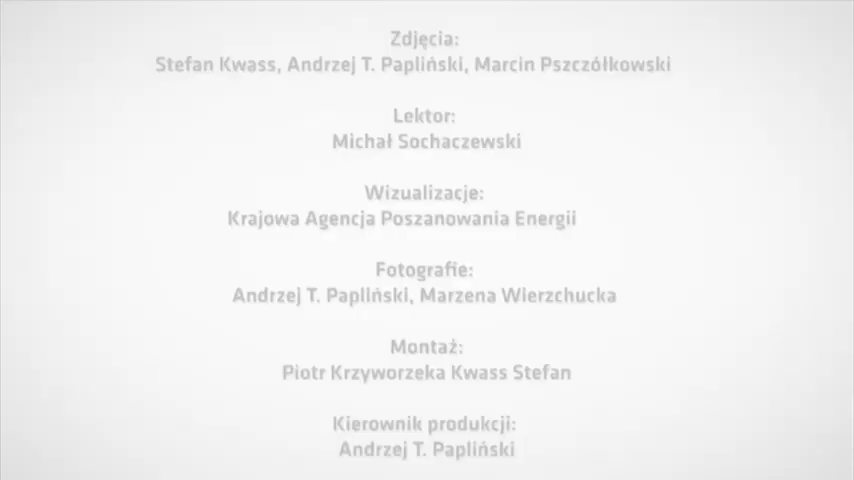 Zdjęcia:
Stefan Kwass, Andrzej T. Papliński, Marcin Pszczółkowski
Lektor:
Michał Sochaczewski
Wizualizacje:
Krajowa Agencja Poszanowania Energii
Fotografie:
Andrzej T. Papliński, Marzena Wierzchucka
Montaż:
Piotr Krzyworzeka Kwass Stefan
Kierownik produkcji:
Andrzej T. Papliński